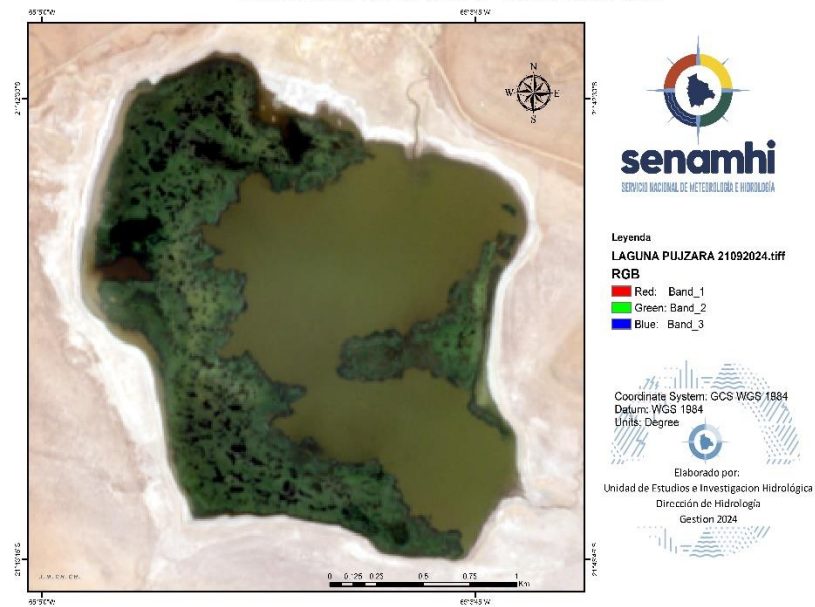 N
W E
S
0 0.125 0.25 0.5 0.75 1
Km
senamhi
SERVICIO NACIONAL DE METEOROLOGÍA E HIDROLOGÍA
Leyenda
LAGUNA PUJZARA 21092024.tiff
RGB
Red: Band_1
Green: Band_2
Blue: Band_3
Coordinate System: GCS WGS 1984
Datum: WGS 1984
Units: Degree
Elaborado por:
Unidad de Estudios e Investigacion Hidrológica
Dirección de Hidrología
Gestion 2024